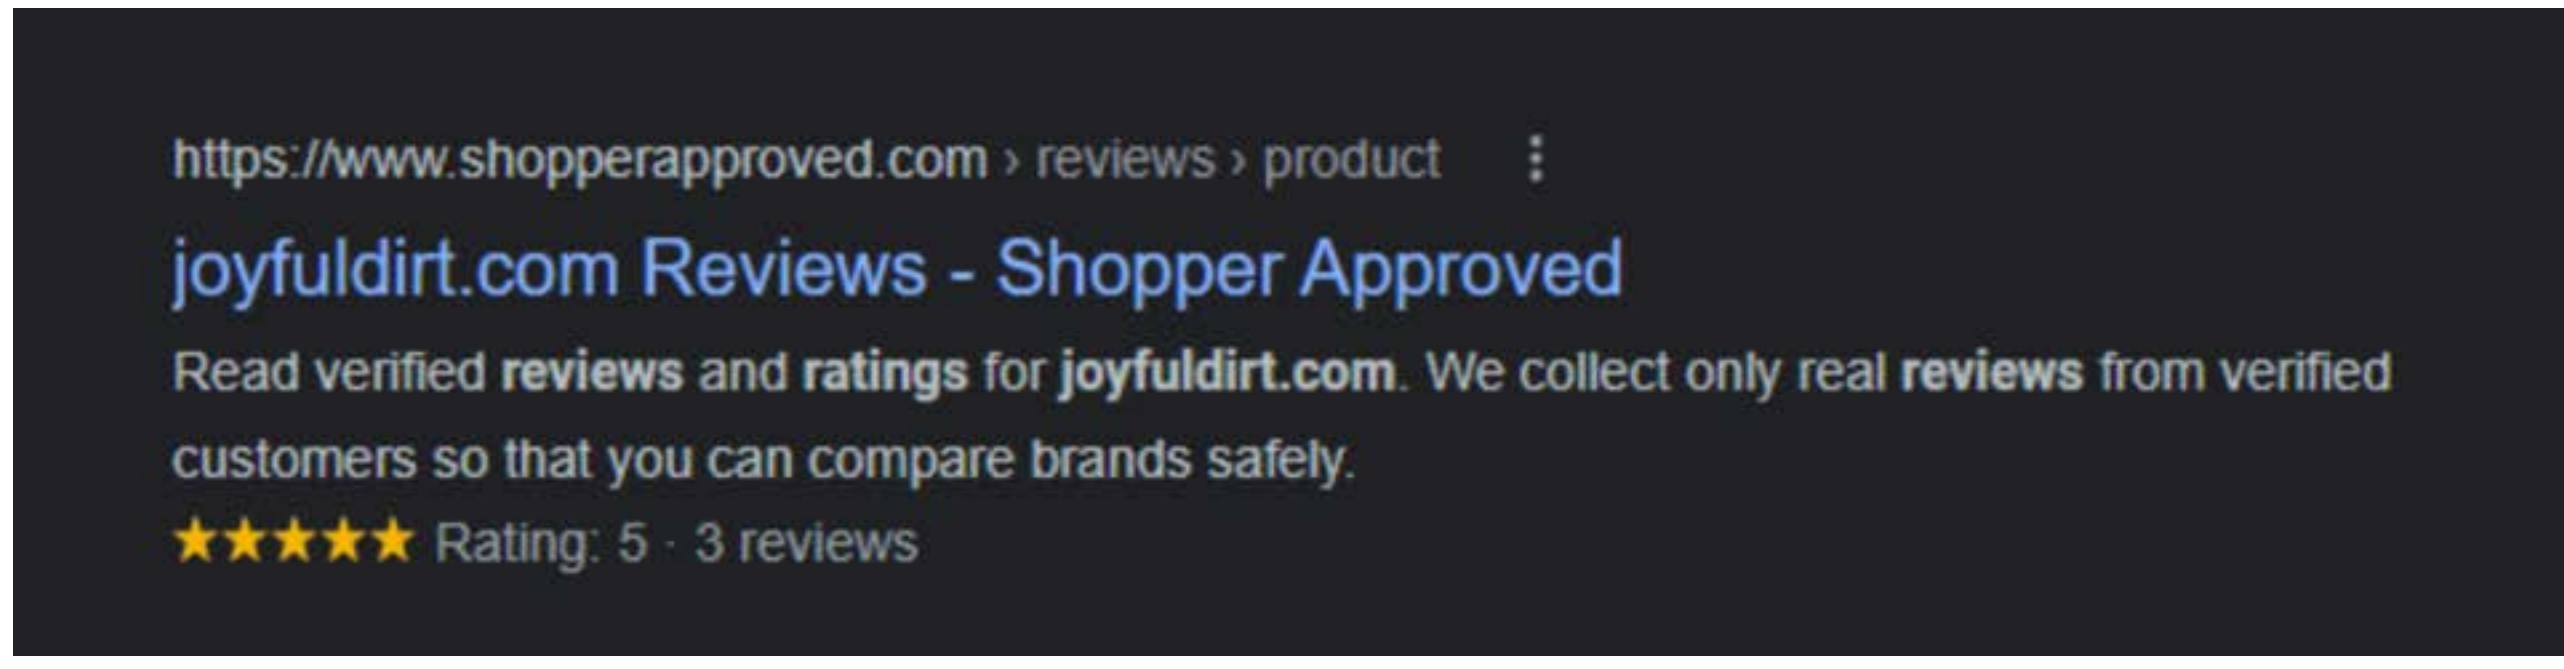 https://www.shopperapproved.com › reviews › product
joyfuldirt.com Reviews - Shopper Approved
Read verified reviews and ratings for joyfuldirt.com. We collect only real reviews from verified
customers so that you can compare brands safely.
★★★★★ Rating: 5 · 3 reviews